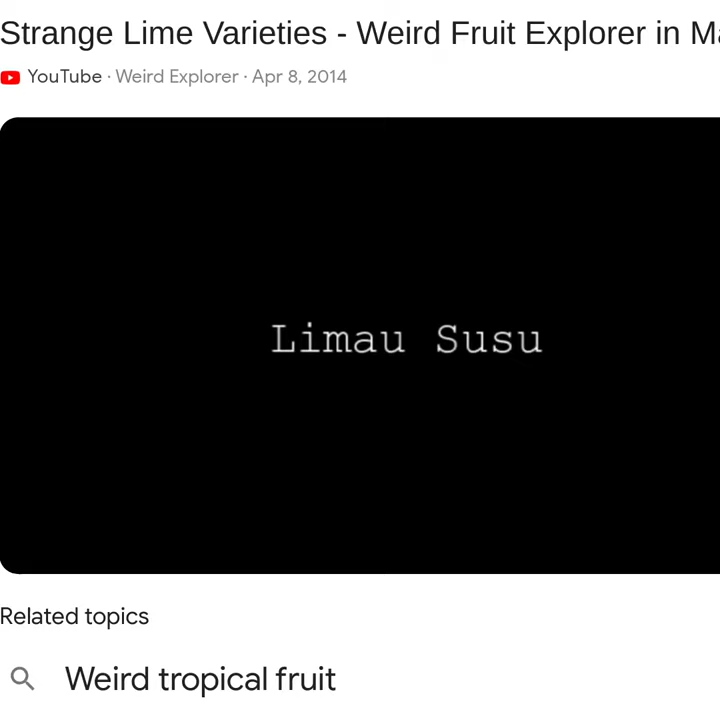 Strange Lime Varieties - Weird Fruit Explorer in
YouTube · Weird Explorer · Apr 8, 2014
Limau Susu
Related topics
Weird tropical fruit